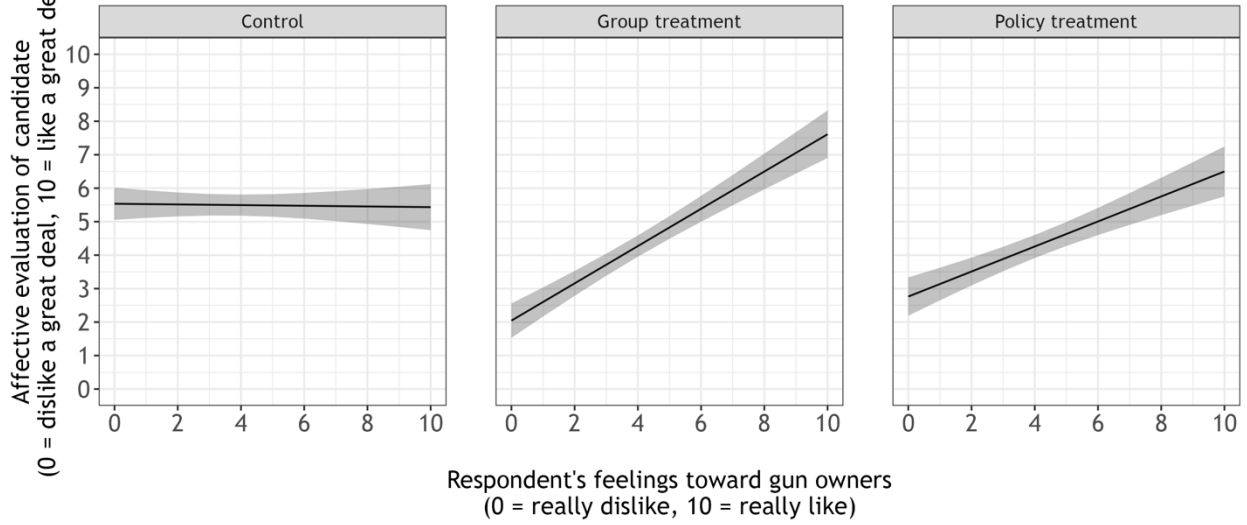 Control
Group treatment
Policy treatment
Affective evaluation of candidate
(0 = dislike a great deal, 10 = like a great
10
9
8
7
6
5
4
3
2
1
0
0 2 4 6 8 10
0 2 4 6 8 10
0 2 4 6 8 10
Respondent's feelings toward gun owners
(0 = really dislike, 10 = really like)